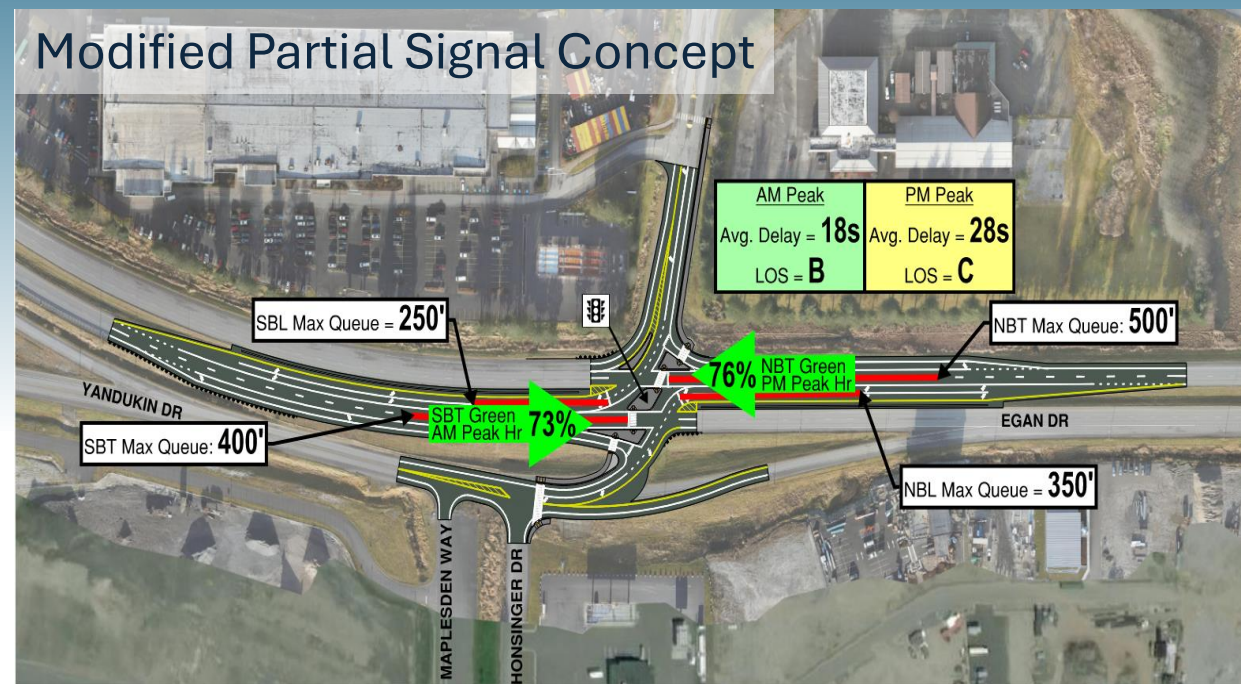 Modified Partial Signal Concept
AM Peak
Avg. Delay = 18s
LOS = B
PM Peak
Avg. Delay = 28s
LOS = C
SBL Max Queue = 250'
NBT Max Queue: 500'
76% NBT Green
PM Peak Hr
YANDUKIN DR
SBT Green
AM Peak Hr 73%
EGAN DR
SBT Max Queue: 400'
NBL Max Queue = 350'
MAPLESDEN WAY
HONSINGER DR